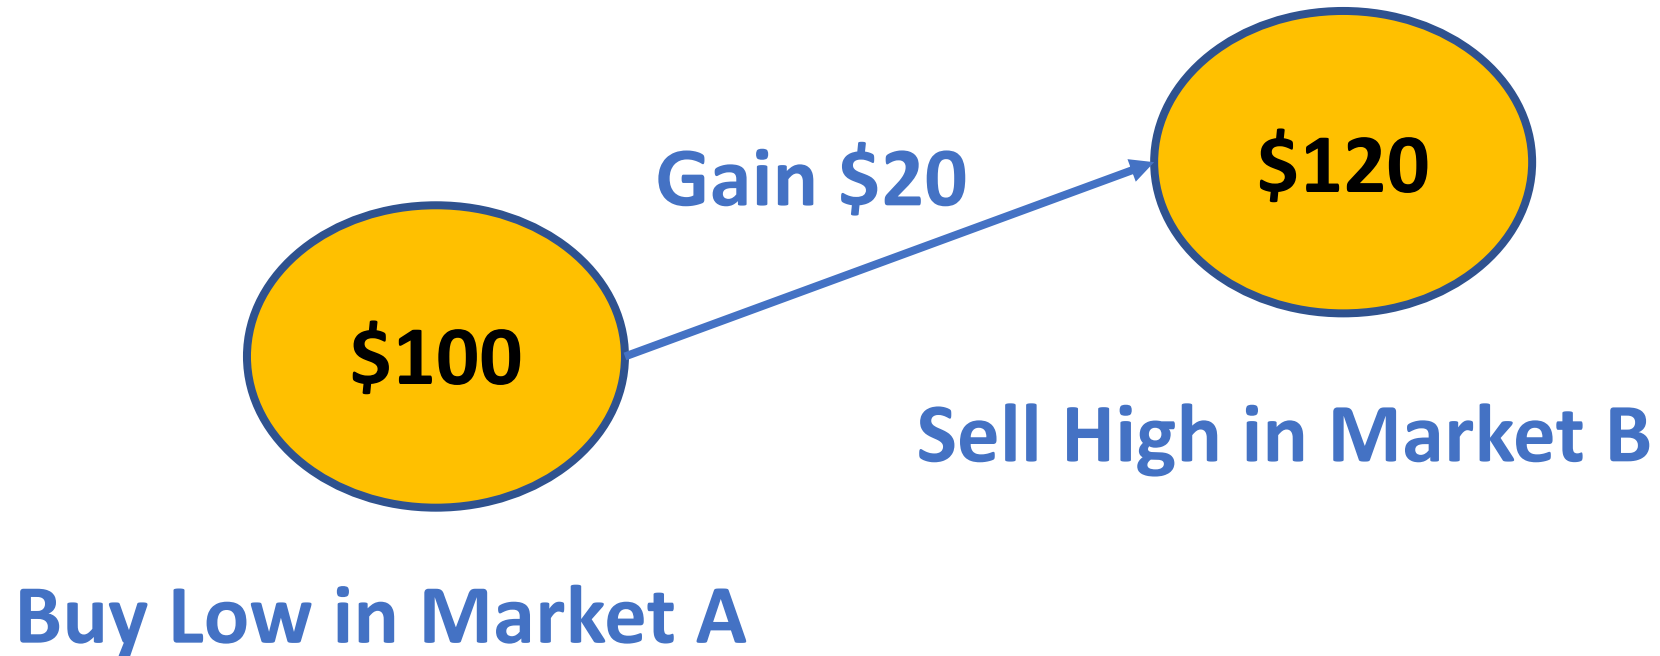 $120
Gain $20
$100
Sell High in Market B
Buy Low in Market A